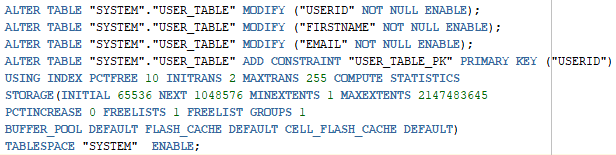 ALTER TABLE "SYSTEM"."USER_TABLE" MODIFY ("USERID" NOT NULL ENABLE);
ALTER TABLE "SYSTEM"."USER_TABLE" MODIFY ("FIRSTNAME" NOT NULL ENABLE);
ALTER TABLE "SYSTEM"."USER_TABLE" MODIFY ("EMAIL" NOT NULL ENABLE);
ALTER TABLE "SYSTEM"."USER_TABLE" ADD CONSTRAINT "USER_TABLE_PK" PRIMARY KEY ("USERID")
USING INDEX PCTFREE 10 INITRANS 2 MAXTRANS 255 COMPUTE STATISTICS
STORAGE(INITIAL 65536 NEXT 1048576 MINEXTENTS 1 MAXEXTENTS 2147483645
PCTINCREASE 0 FREELISTS 1 FREELIST GROUPS 1
BUFFER_POOL DEFAULT FLASH_CACHE DEFAULT CELL_FLASH_CACHE DEFAULT)
TABLESPACE "SYSTEM"  ENABLE;